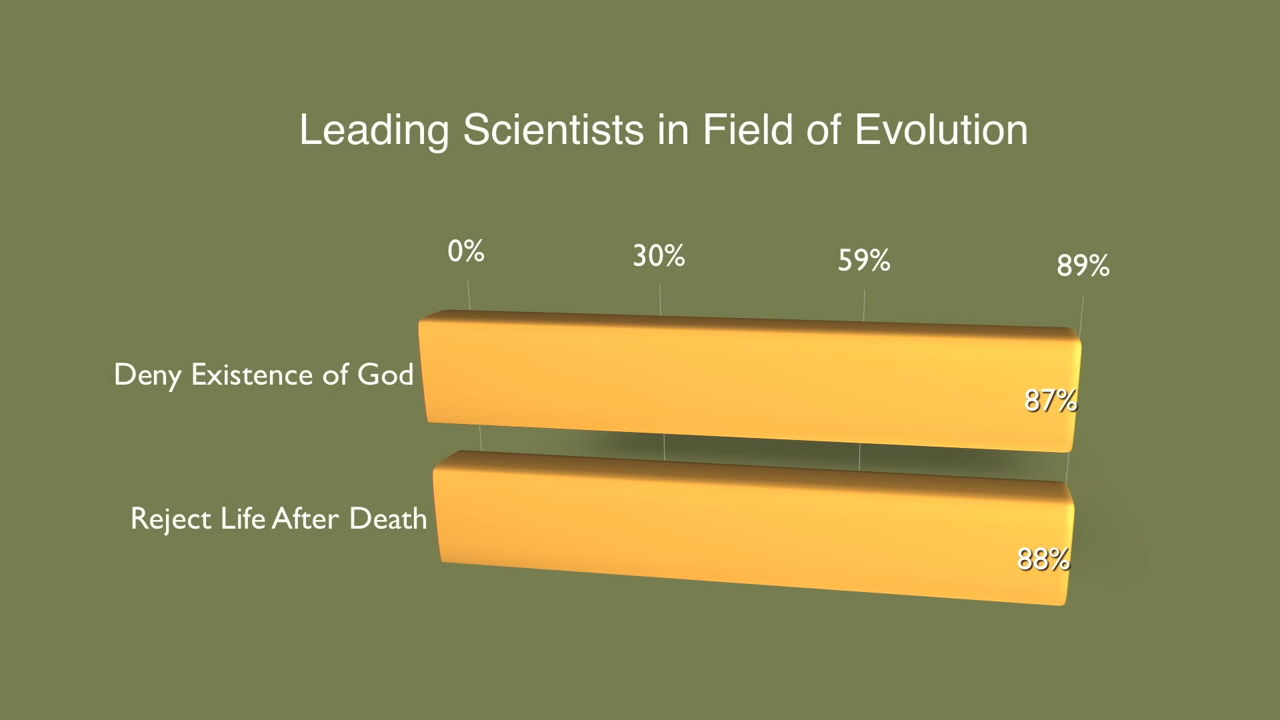 Leading Scientists in Field of Evolution
0% 30% 59% 89%
Deny Existence of God 87%
Reject Life After Death 88%